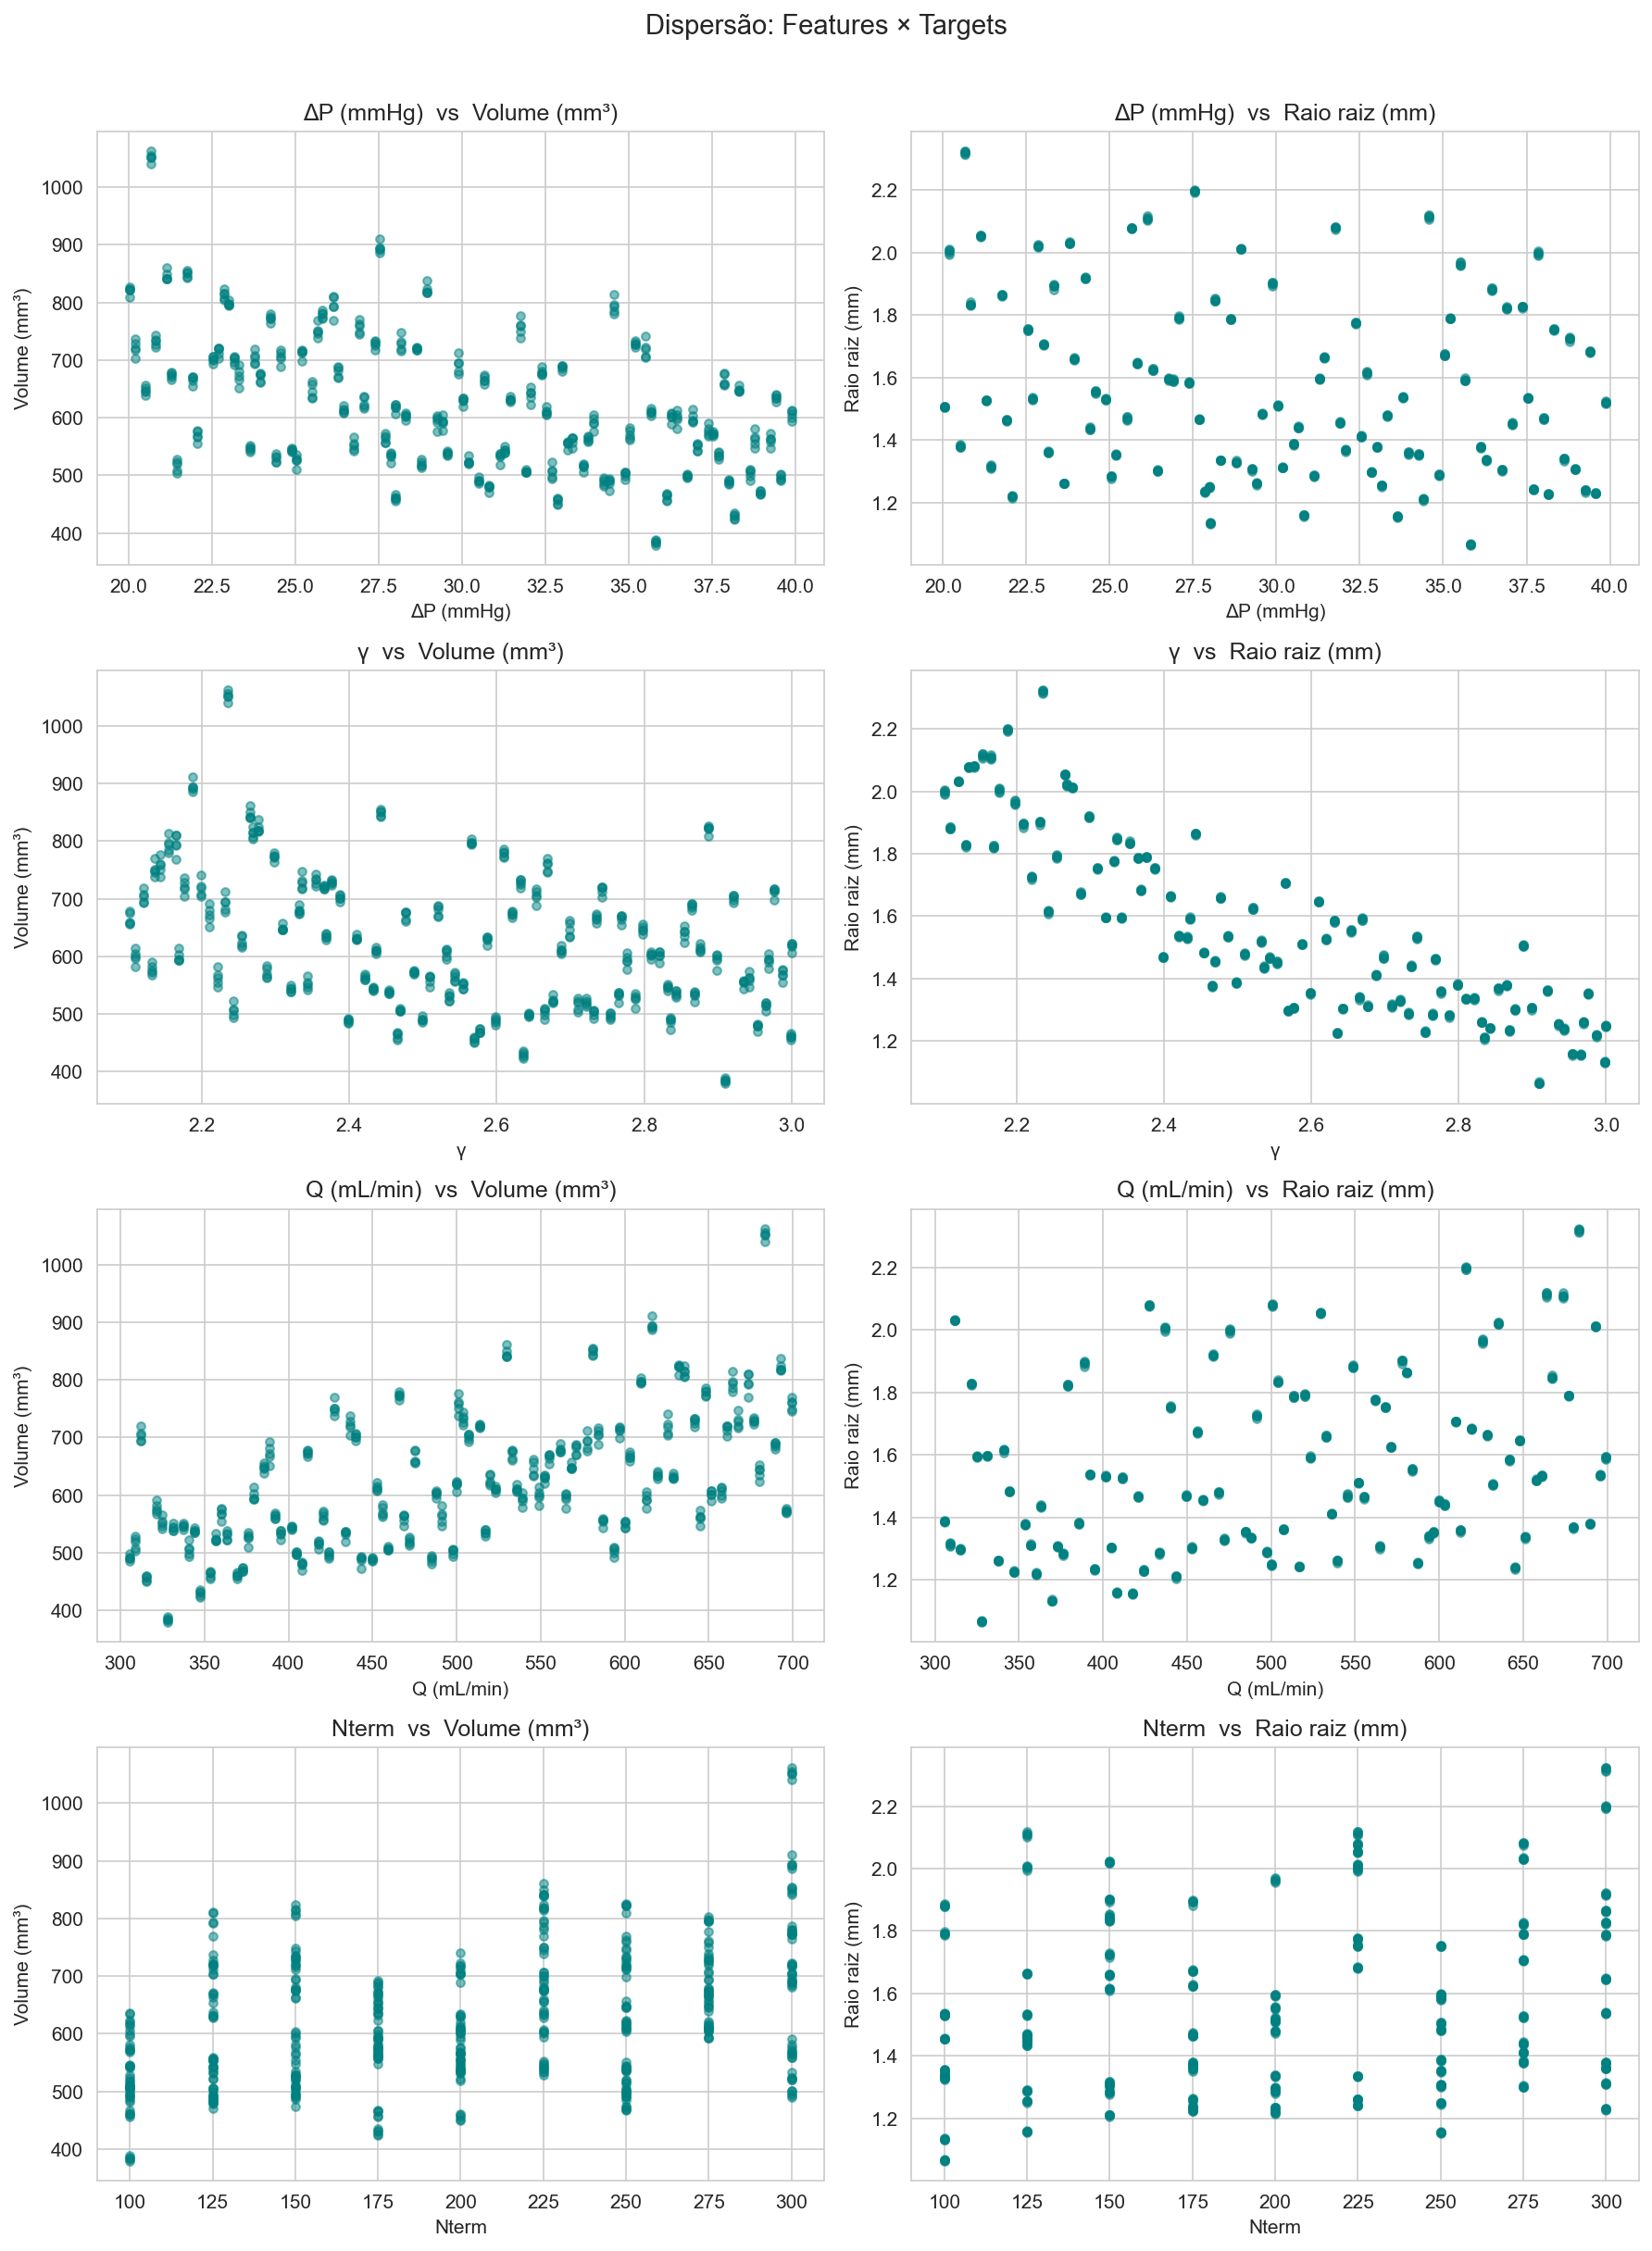 Dispersão: Features × Targets
ΔP (mmHg) vs Volume (mm³)
Volume (mm³)
1000
900
800
700
600
500
400
20.0 22.5 25.0 27.5 30.0 32.5 35.0 37.5 40.0
ΔP (mmHg)
ΔP (mmHg) vs Raio raiz (mm)
Raio raiz (mm)
2.2
2.0
1.8
1.6
1.4
1.2
20.0 22.5 25.0 27.5 30.0 32.5 35.0 37.5 40.0
ΔP (mmHg)
γ vs Volume (mm³)
Volume (mm³)
1000
900
800
700
600
500
400
2.2 2.4 2.6 2.8 3.0
γ
γ vs Raio raiz (mm)
Raio raiz (mm)
2.2
2.0
1.8
1.6
1.4
1.2
2.2 2.4 2.6 2.8 3.0
γ
Q (mL/min) vs Volume (mm³)
Volume (mm³)
1000
900
800
700
600
500
400
300 350 400 450 500 550 600 650 700
Q (mL/min)
Q (mL/min) vs Raio raiz (mm)
Raio raiz (mm)
2.2
2.0
1.8
1.6
1.4
1.2
300 350 400 450 500 550 600 650 700
Q (mL/min)
Nterm vs Volume (mm³)
Volume (mm³)
1000
900
800
700
600
500
400
100 125 150 175 200 225 250 275 300
Nterm
Nterm vs Raio raiz (mm)
Raio raiz (mm)
2.2
2.0
1.8
1.6
1.4
1.2
100 125 150 175 200 225 250 275 300
Nterm